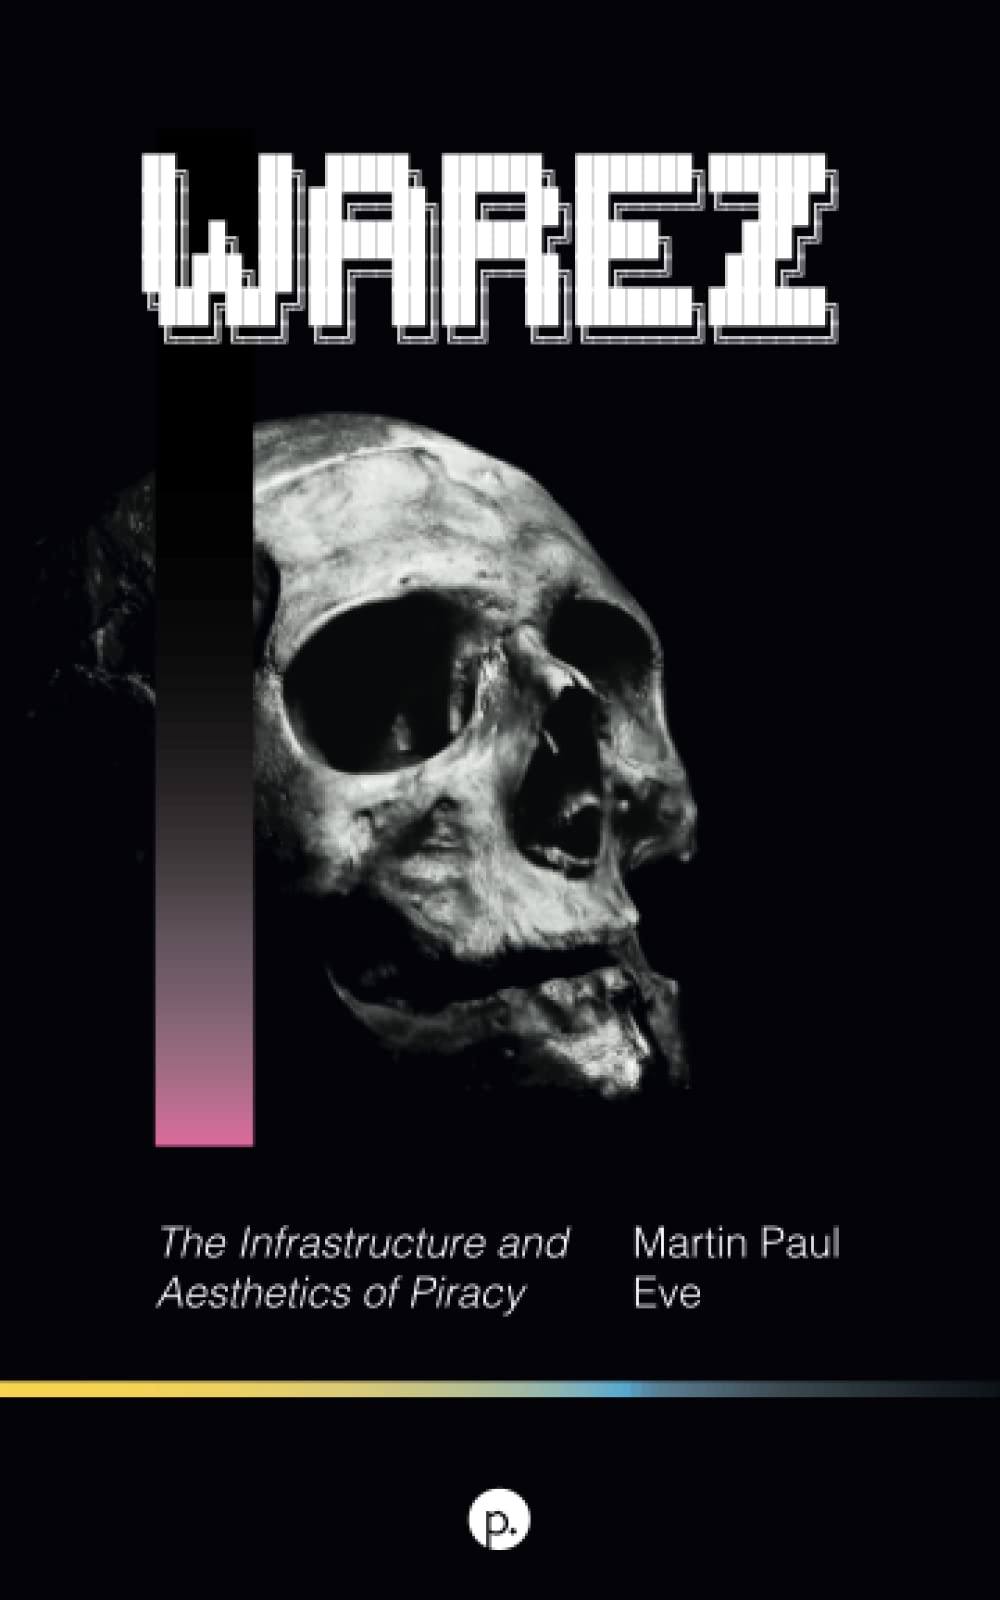 WAREZ
The Infrastructure and
Aesthetics of Piracy
Martin Paul
Eve
p.